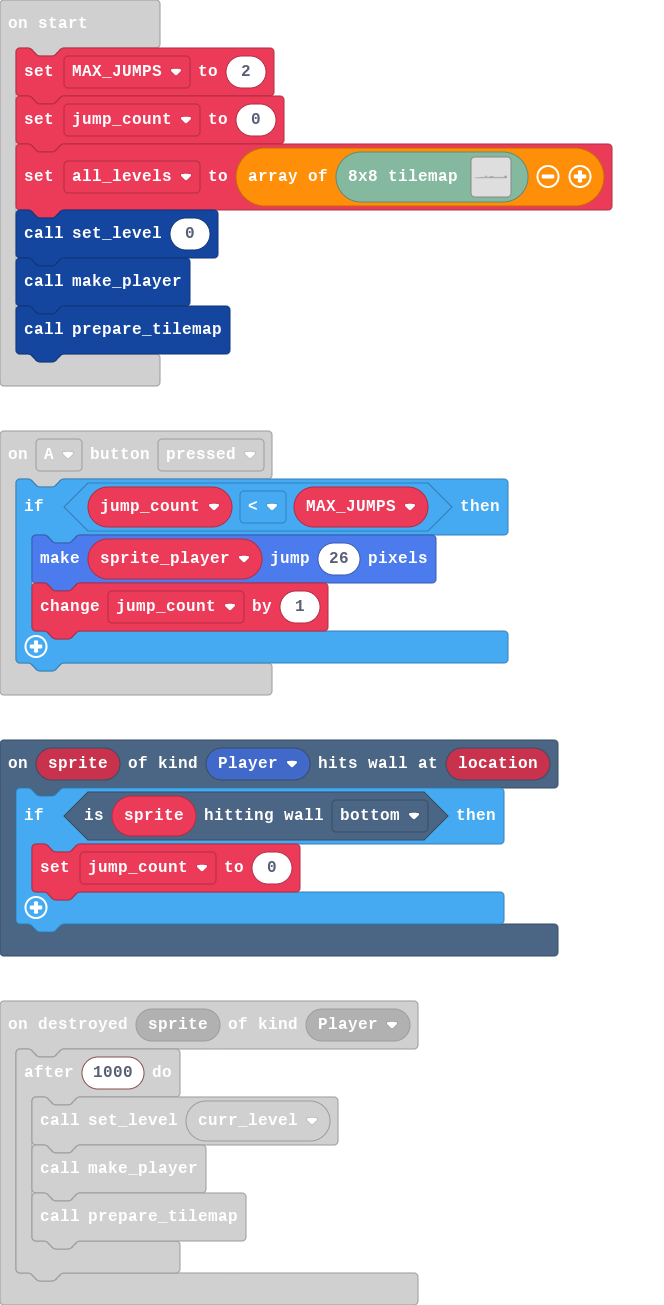 on start
set MAX_JUMPS to 2
set jump_count to 0
set all_levels to array of 8x8 tilemap
call set_level 0
call make_player
call prepare_tilemap
on A button pressed
if jump_count < MAX_JUMPS then
make sprite_player jump 26 pixels
change jump_count by 1
on sprite of kind Player hits wall at location
if is sprite hitting wall bottom then
set jump_count to 0
on destroyed sprite of kind Player
after 1000 do
call set_level curr_level
call make_player
call prepare_tilemap